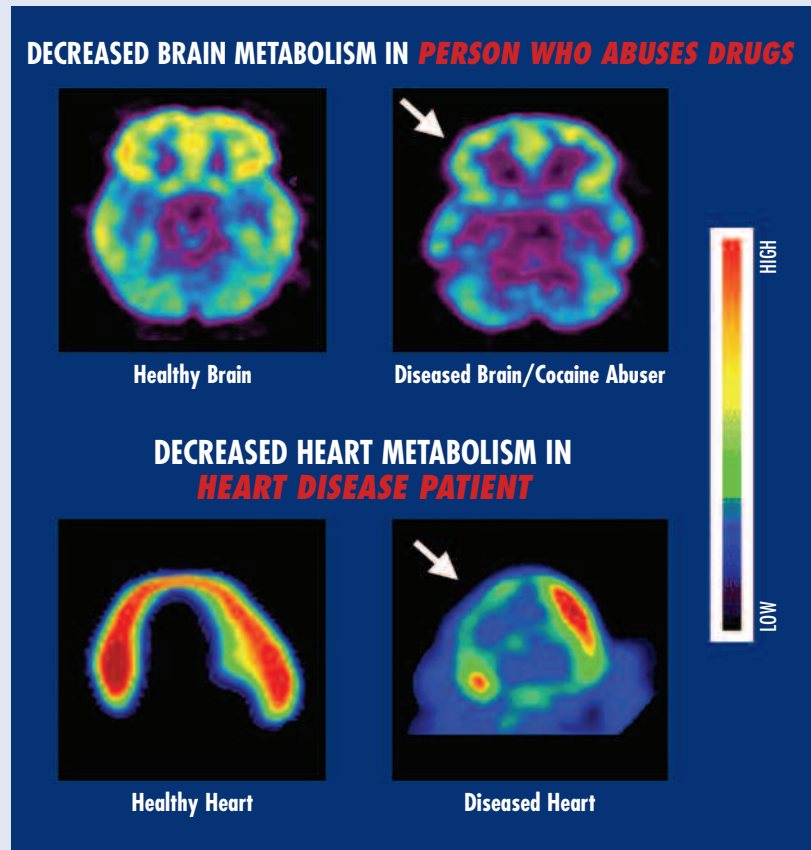 DECREASED BRAIN METABOLISM IN PERSON WHO ABUSES DRUGS
Healthy Brain
Diseased Brain/Cocaine Abuser
HIGH
LOW
DECREASED HEART METABOLISM IN
HEART DISEASE PATIENT
Healthy Heart
Diseased Heart